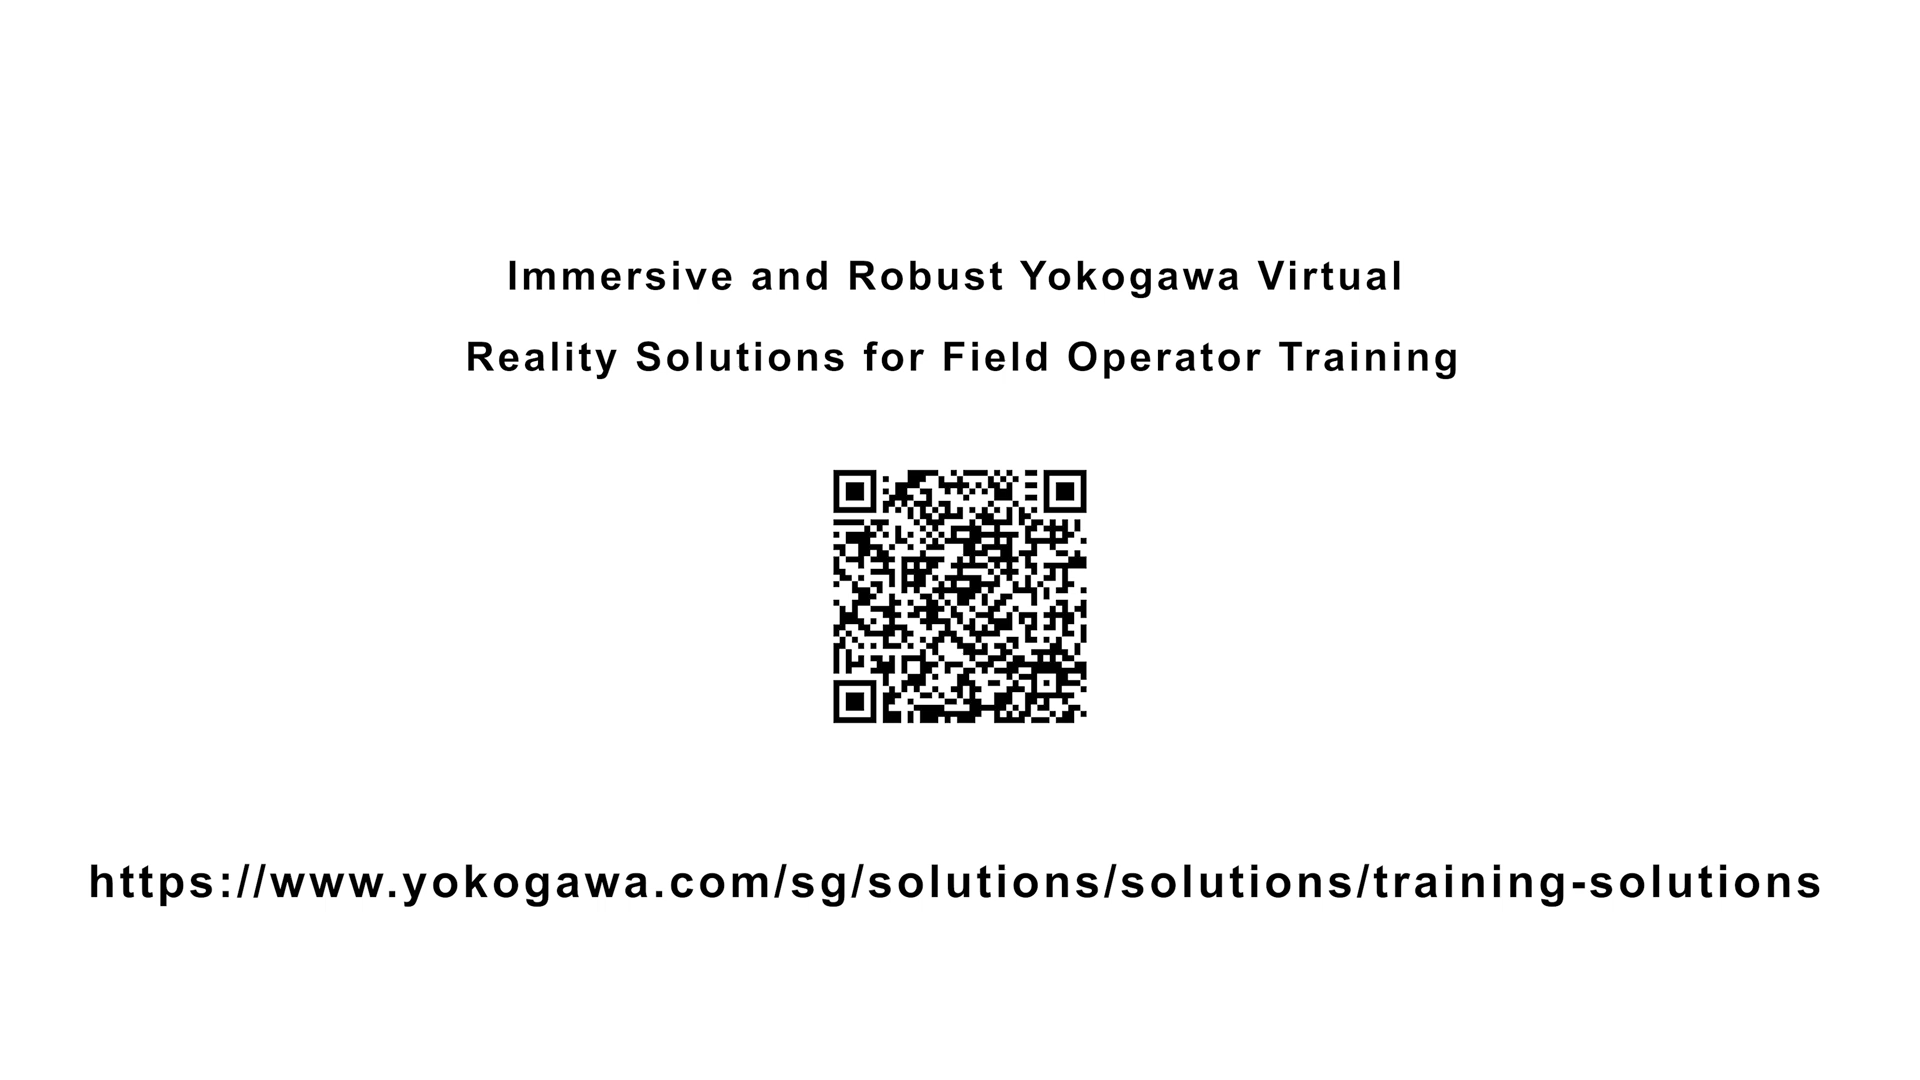 Immersive and Robust Yokogawa Virtual
Reality Solutions for Field Operator Training
https://www.yokogawa.com/sg/solutions/solutions/training-solutions